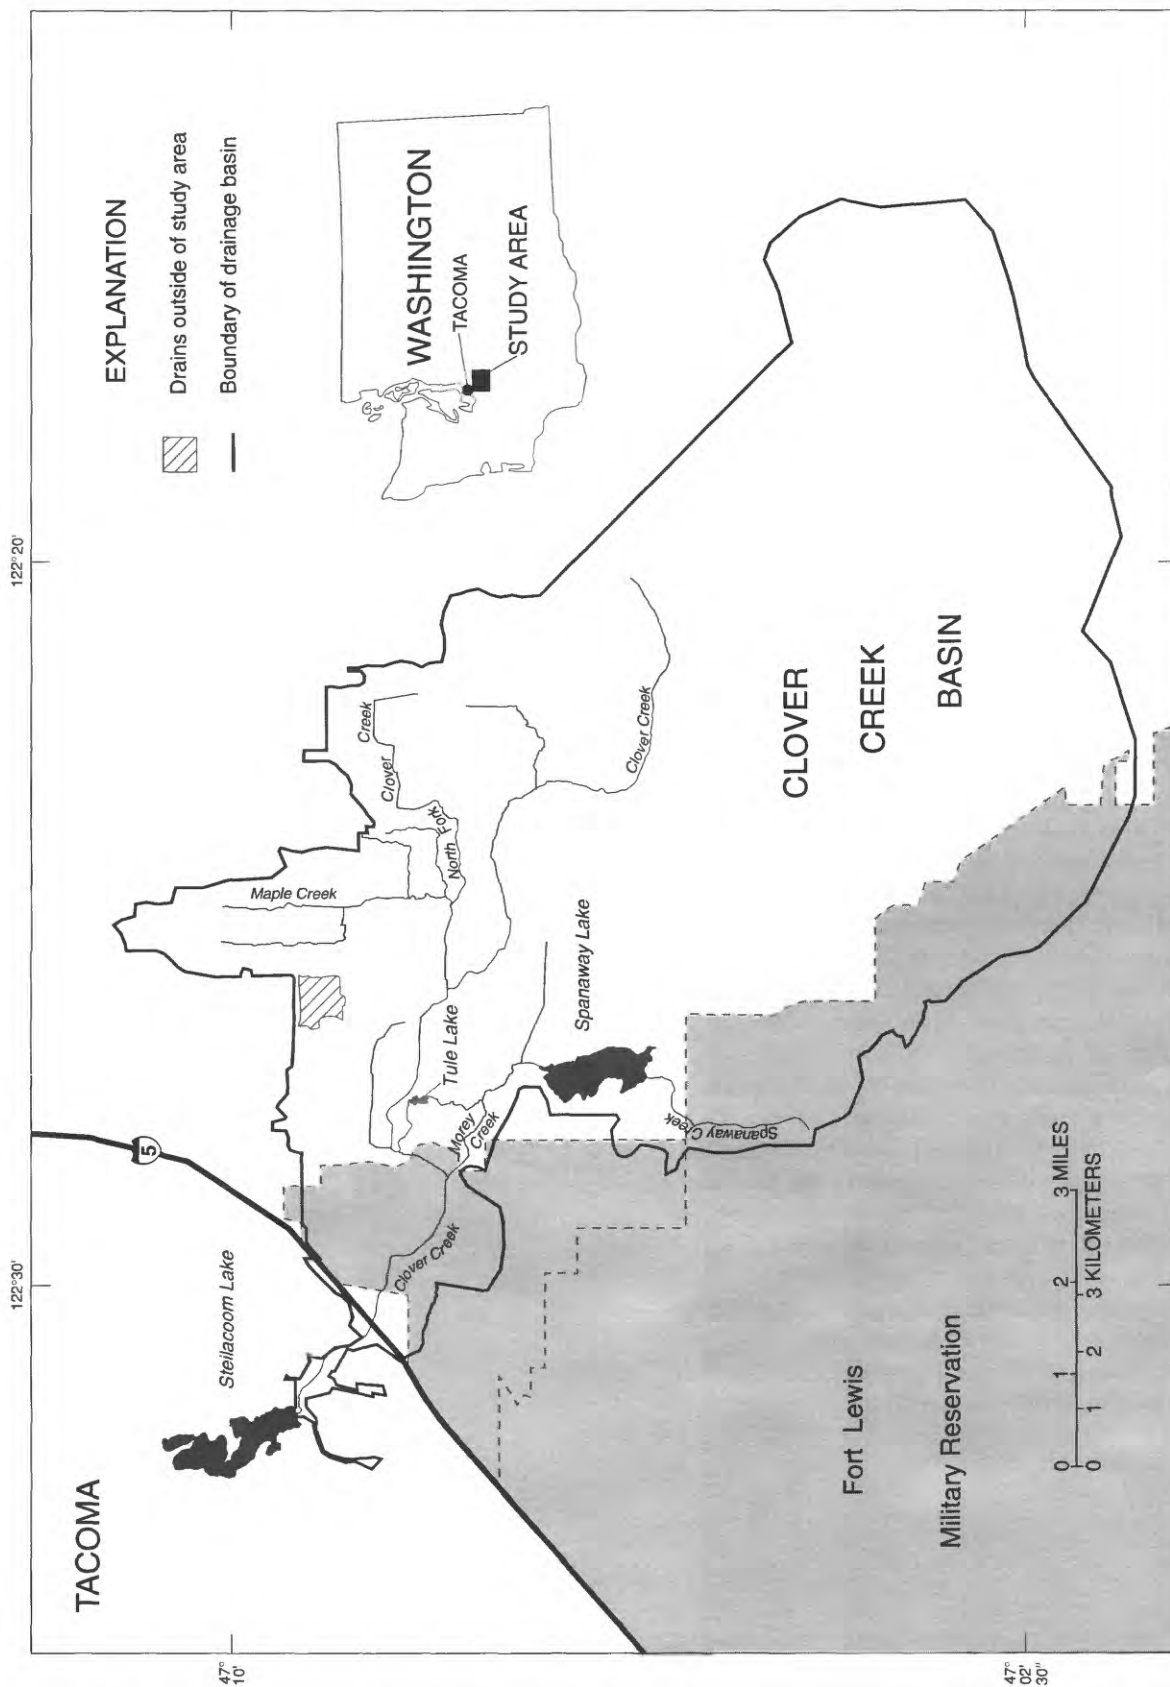 TACOMA
EXPLANATION
Drains outside of study area
Boundary of drainage basin
WASHINGTON
TACOMA
STUDY AREA
122°30'
122°20'
47°
10'
47°
02'
30"
5
Steilacoom Lake
Maple Creek
Clover
Creek
North
Fork
Clover Creek
Tule Lake
Morey
Creek
Clover Creek
Spanaway Lake
Spanaway Creek
CLOVER
CREEK
BASIN
Fort Lewis
Military Reservation
0 1 2 3 MILES
0 1 2 3 KILOMETERS